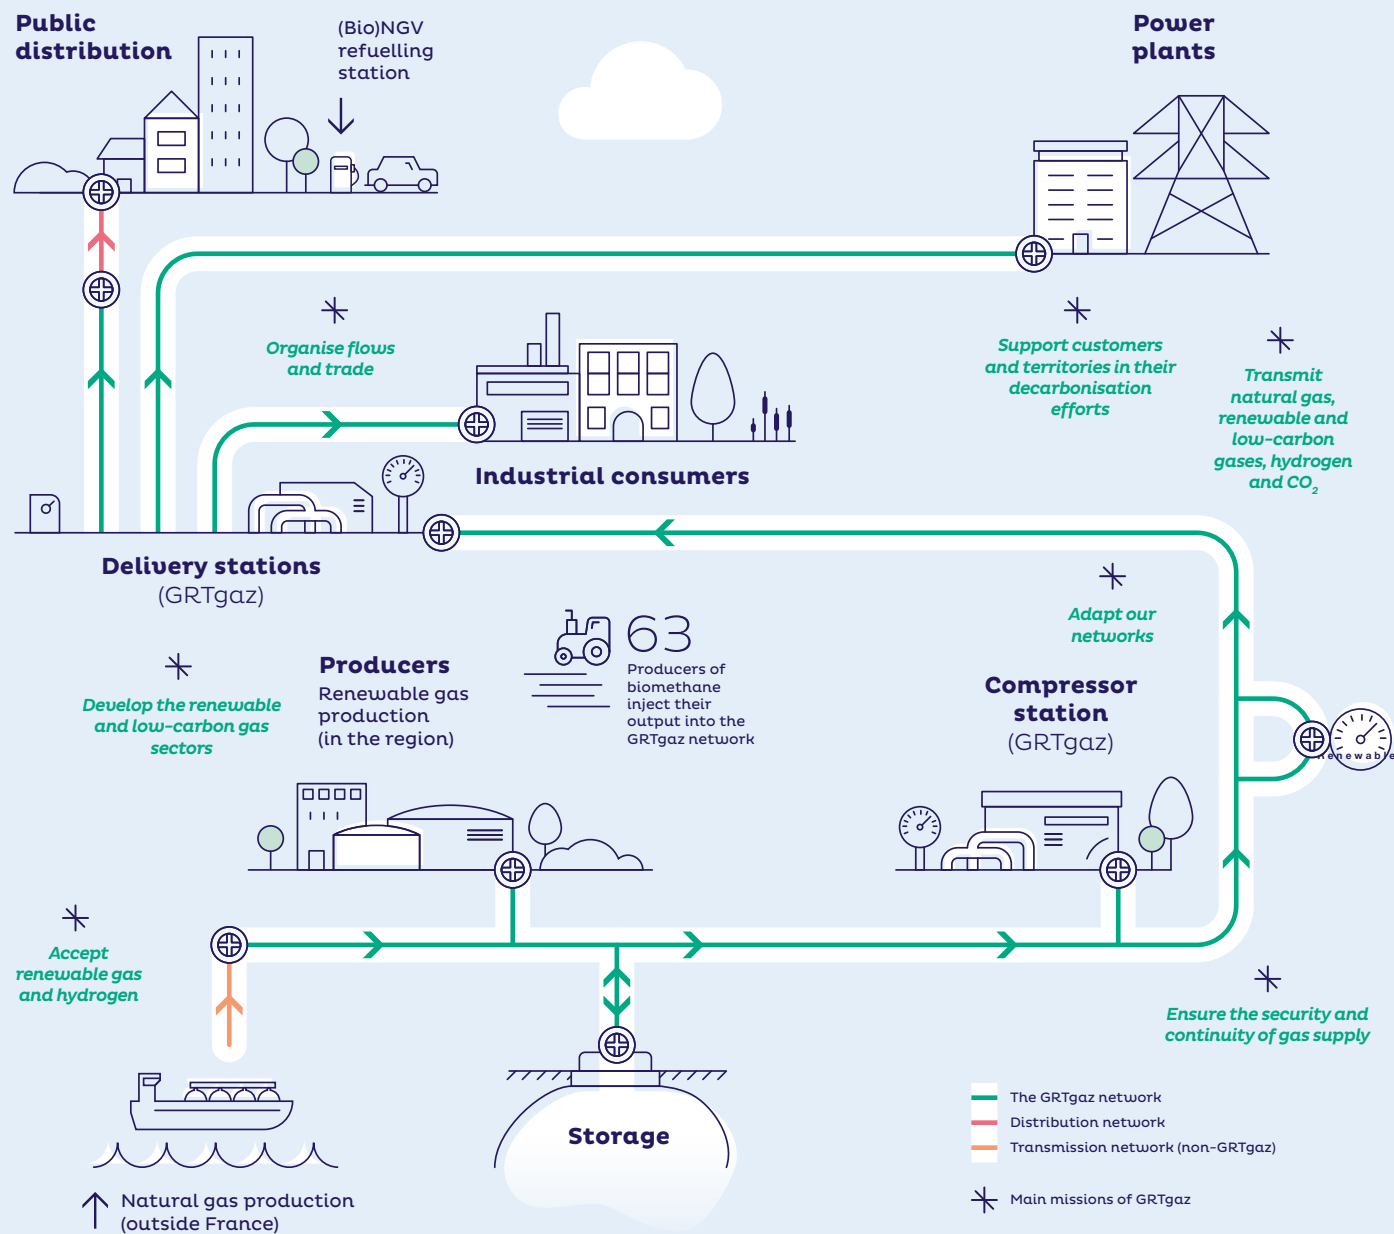 Public
distribution
(Bio)NGV
refuelling
station
Power
plants
Organise flows
and trade
Support customers
and territories in their
decarbonisation
efforts
Transmit
natural gas,
renewable and
low-carbon
gases, hydrogen
and CO₂
Industrial consumers
Delivery stations
(GRTgaz)
Adapt our
networks
Develop the renewable
and low-carbon gas
sectors
Producers
Renewable gas
production
(in the region)
63
Producers of
biomethane
inject their
output into the
GRTgaz network
Compressor
station
(GRTgaz)
Accept
renewable gas
and hydrogen
Ensure the security and
continuity of gas supply
Storage
Natural gas production
(outside France)
The GRTgaz network
Distribution network
Transmission network (non-GRTgaz)
Main missions of GRTgaz